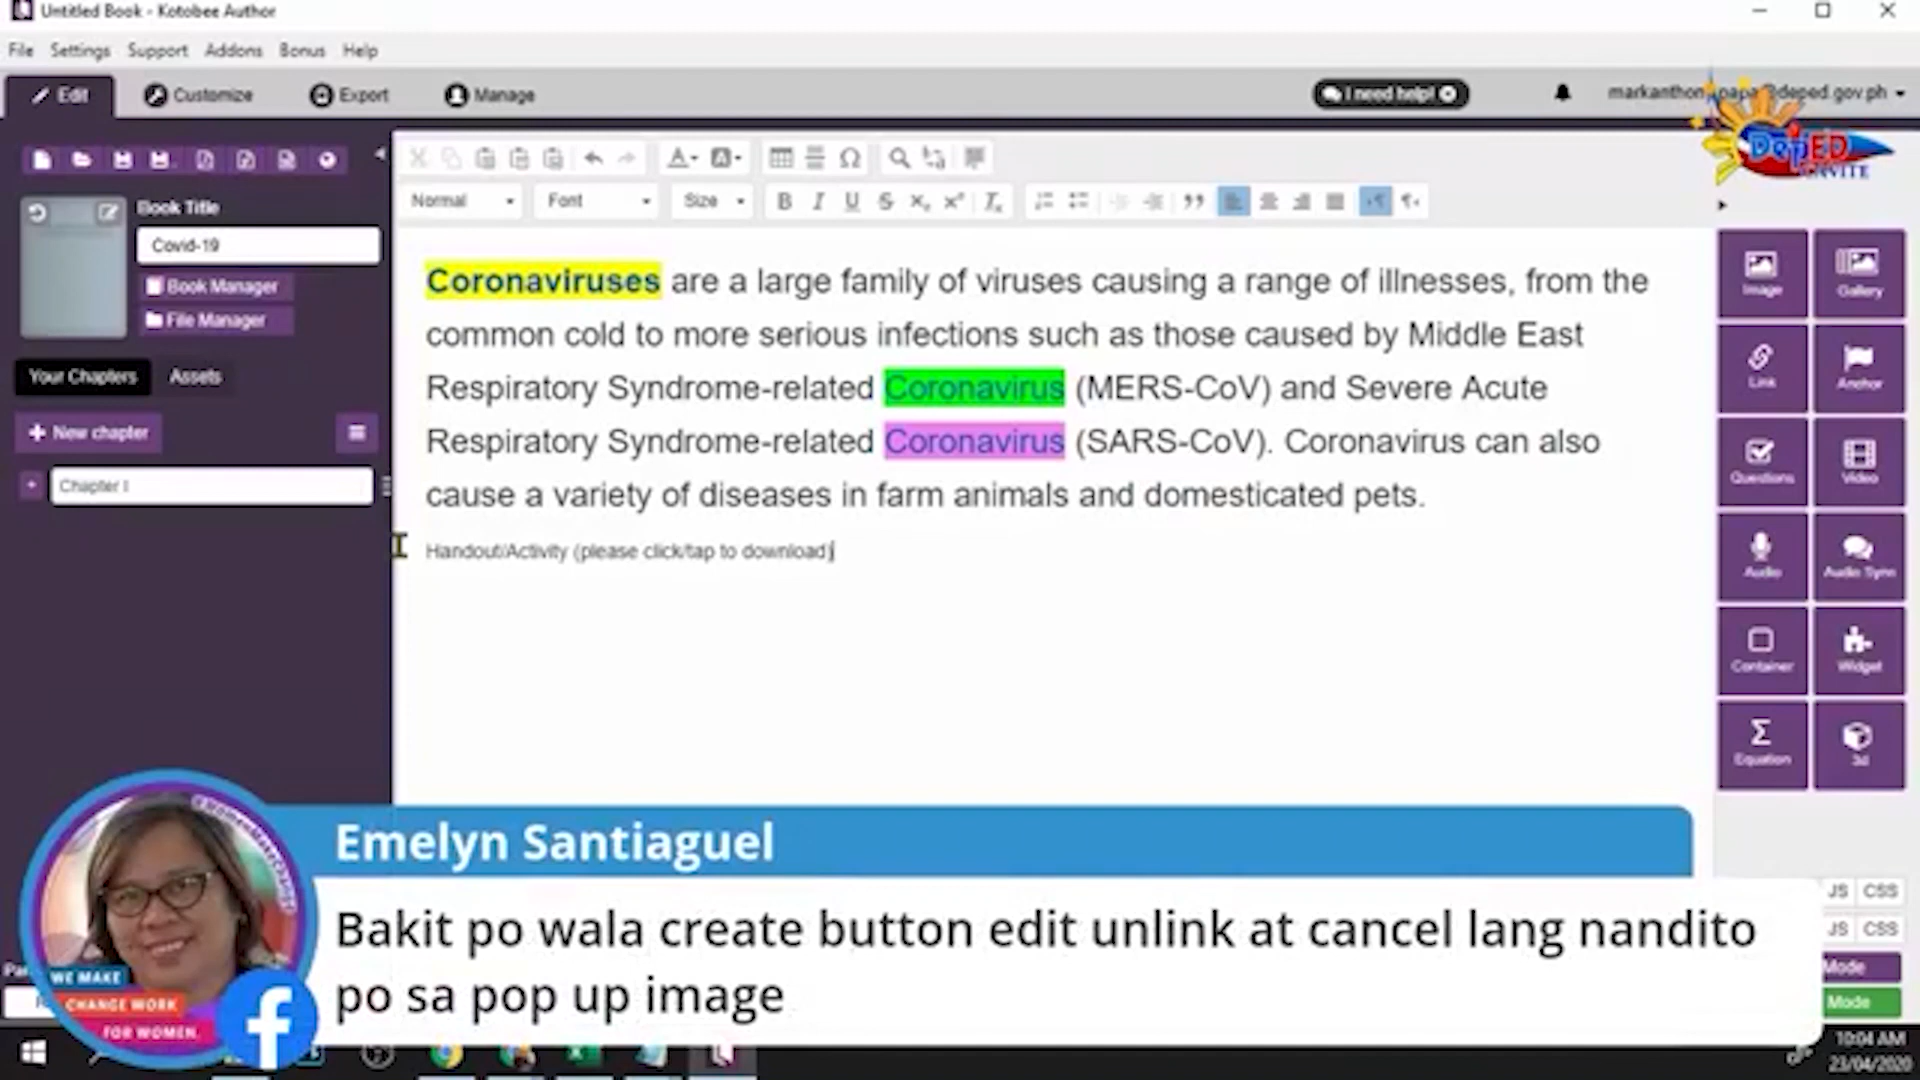 Untitled Book - Kotobee Author
File Settings Support Addons Bonus Help
Edit Customize Export Manage
I need help!
Book Title
Covid-19
Book Manager
File Manager
Your Chapters Assets
New chapter
Chapter I
Normal Font Size
Coronaviruses are a large family of viruses causing a range of illnesses, from the
common cold to more serious infections such as those caused by Middle East
Respiratory Syndrome-related Coronavirus (MERS-CoV) and Severe Acute
Respiratory Syndrome-related Coronavirus (SARS-CoV). Coronavirus can also
cause a variety of diseases in farm animals and domesticated pets.
Handout/Activity (please click/tap to download)
DepED
Image Gallery
Link Anchor
Questions Video
Audio Audio Sync
Container Widget
Equation 3d
JS CSS
JS CSS
Mode
Mode
Emelyn Santiaguel
Bakit po wala create button edit unlink at cancel lang nandito
po sa pop up image
WE MAKE
CHANGE WORK
FOR WOMEN
10:04 AM
23/04/2020